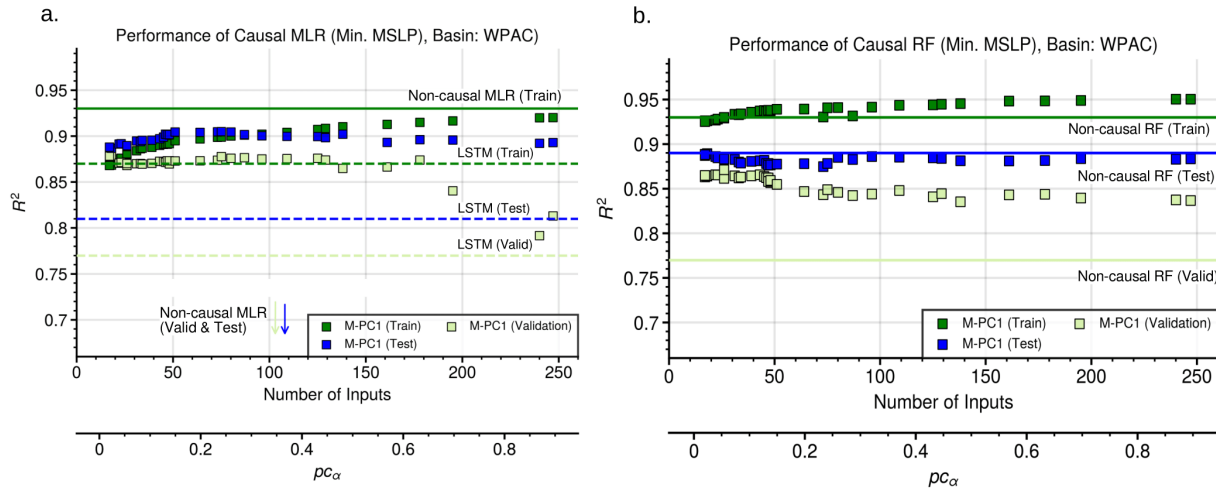 a.
Performance of Causal MLR (Min. MSLP), Basin: WPAC
R²
0.95
0.9
0.85
0.8
0.75
0.7
Non-causal MLR (Train)
LSTM (Train)
LSTM (Test)
LSTM (Valid)
Non-causal MLR
(Valid & Test)
M-PC1 (Train)
M-PC1 (Validation)
M-PC1 (Test)
0 50 100 150 200 250
Number of Inputs
0 0.2 0.4 0.6 0.8
pcα
b.
Performance of Causal RF (Min. MSLP), Basin: WPAC
R²
0.95
0.9
0.85
0.8
0.75
0.7
Non-causal RF (Train)
Non-causal RF (Test)
Non-causal RF (Valid)
M-PC1 (Train)
M-PC1 (Validation)
M-PC1 (Test)
0 50 100 150 200 250
Number of Inputs
0 0.2 0.4 0.6 0.8
pcα